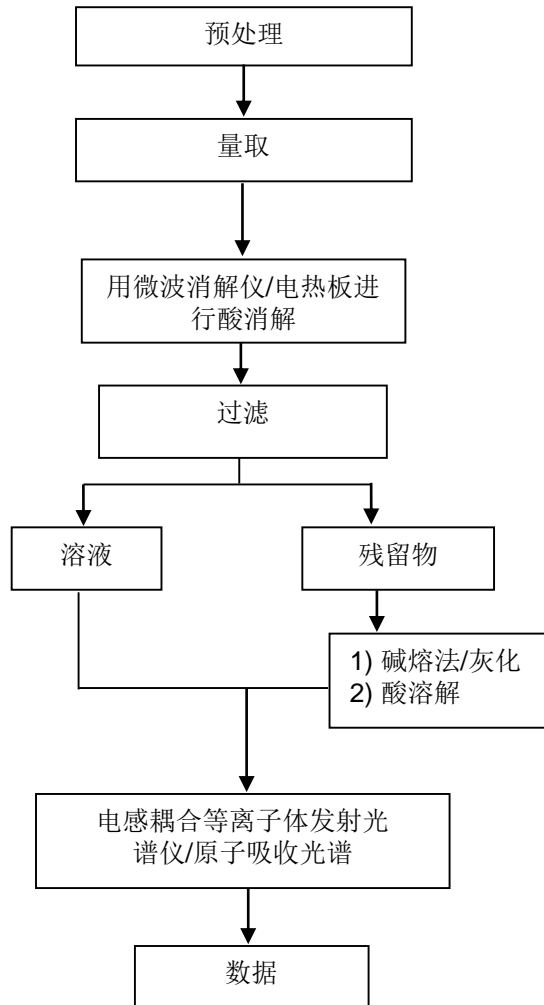 预处理
量取
用微波消解仪/电热板进
行酸消解
过滤
溶液
残留物
1) 碱熔法/灰化
2) 酸溶解
电感耦合等离子体发射光
谱仪/原子吸收光谱
数据